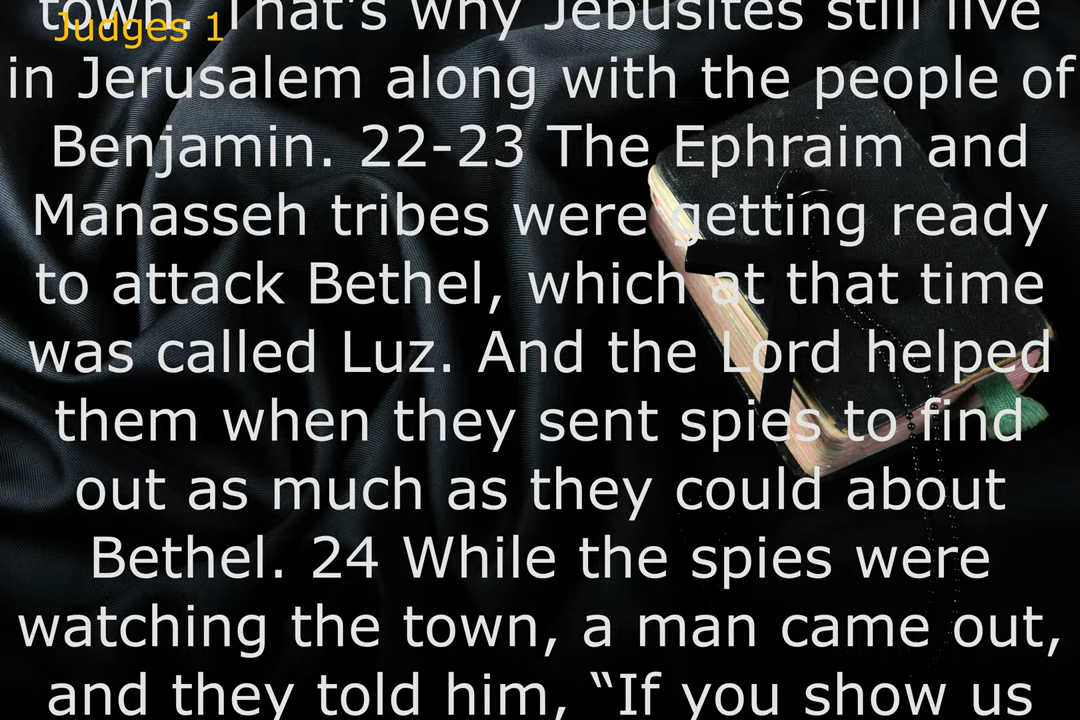 town. That's why Jebusites still live
Judges 1
in Jerusalem along with the people of
Benjamin. 22-23 The Ephraim and
Manasseh tribes were getting ready
to attack Bethel, which at that time
was called Luz. And the Lord helped
them when they sent spies to find
out as much as they could about
Bethel. 24 While the spies were
watching the town, a man came out,
and they told him, “If you show us